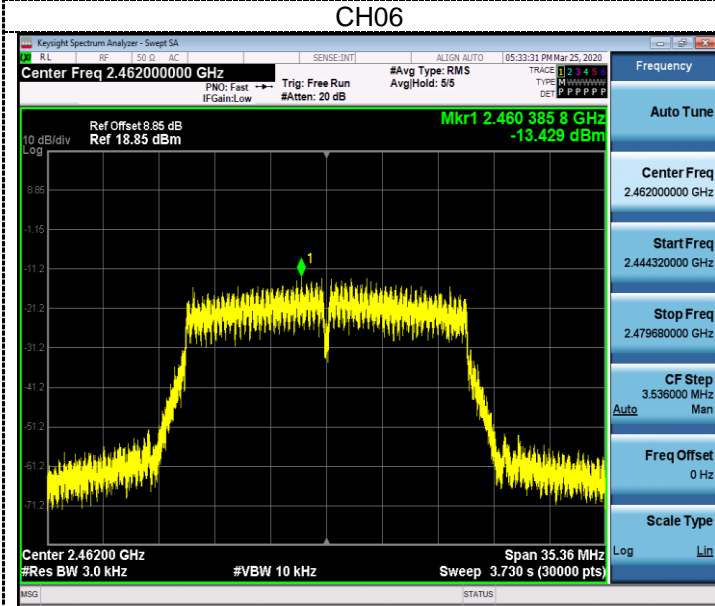 CH06
Keysight Spectrum Analyzer - Swept SA
RL RF 50 Ω AC SENSE:INT ALIGN AUTO 05:33:31 PM Mar 25, 2020
Center Freq 2.462000000 GHz
PNO: Fast
IFGain:Low
Trig: Free Run
#Atten: 20 dB
#Avg Type: RMS
Avg|Hold: 5/5
TRACE 1 2 3 4 5 6
TYPE M WWWWW
DET P P P P P P
Ref Offset 8.85 dB
10 dB/div Ref 18.85 dBm
Log
Mkr1 2.460 385 8 GHz
-13.429 dBm
8.85
-1.15
-11.2
-21.2
-31.2
-41.2
-51.2
-61.2
-71.2
1
Center 2.46200 GHz Span 35.36 MHz
#Res BW 3.0 kHz #VBW 10 kHz Sweep 3.730 s (30000 pts)
MSG STATUS
Frequency
Auto Tune
Center Freq
2.462000000 GHz
Start Freq
2.444320000 GHz
Stop Freq
2.479680000 GHz
CF Step
3.536000 MHz
Auto Man
Freq Offset
0 Hz
Scale Type
Log Lin